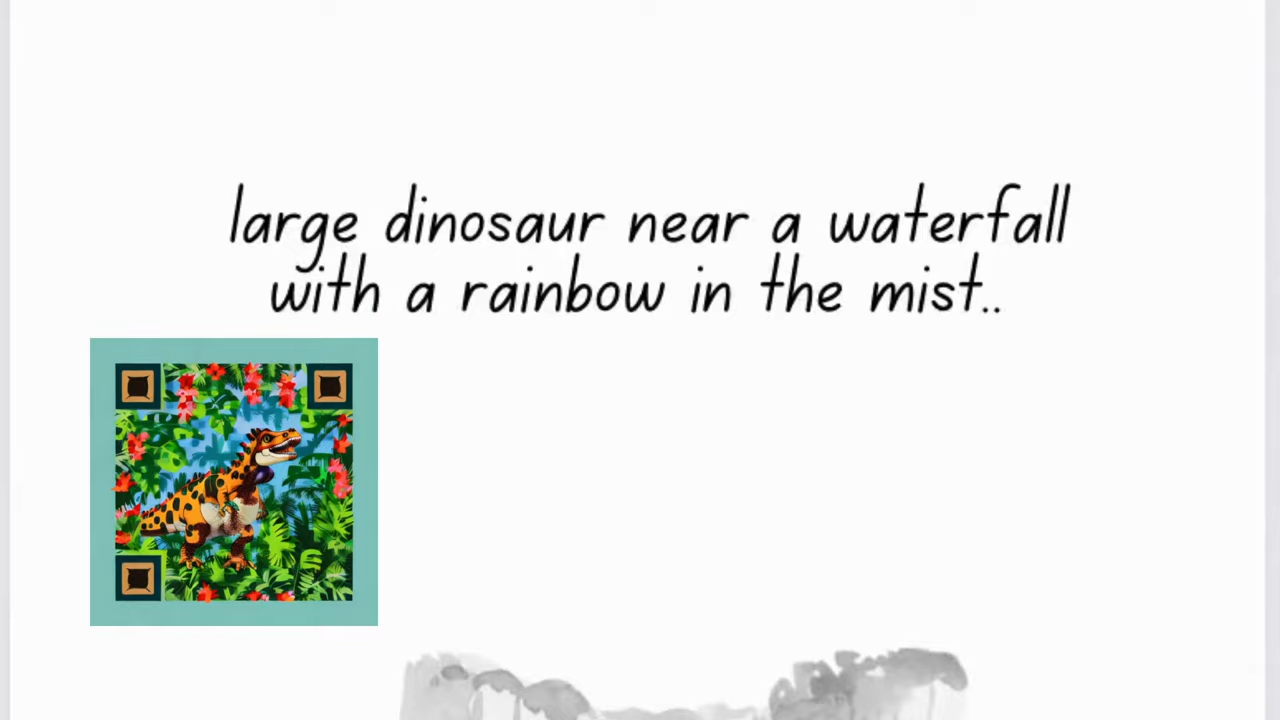 large dinosaur near a waterfall
with a rainbow in the mist..